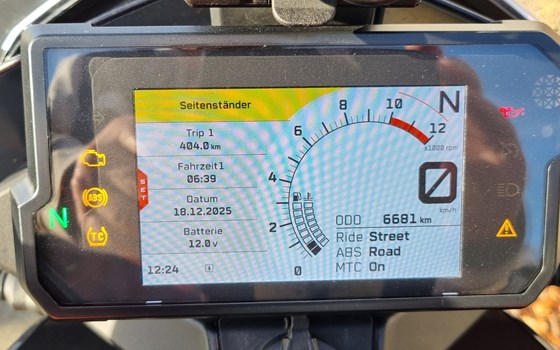 Seitenständer
Trip 1
404.0 km
Fahrzeit1
06:39
Datum
18.12.2025
Batterie
12.0 v
12:24
SET
0
2
4
6
8
10
12
x1000 rpm
N
0
km/h
ODO 6681 km
Ride Street
ABS Road
MTC On
ABS
TC
N